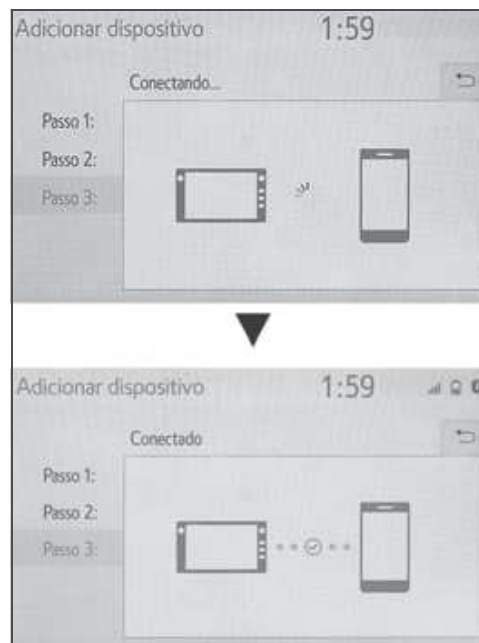 Adicionar dispositivo 1:59
Conectando...
Passo 1:
Passo 2:
Passo 3:
Adicionar dispositivo 1:59
Conectado
Passo 1:
Passo 2:
Passo 3: